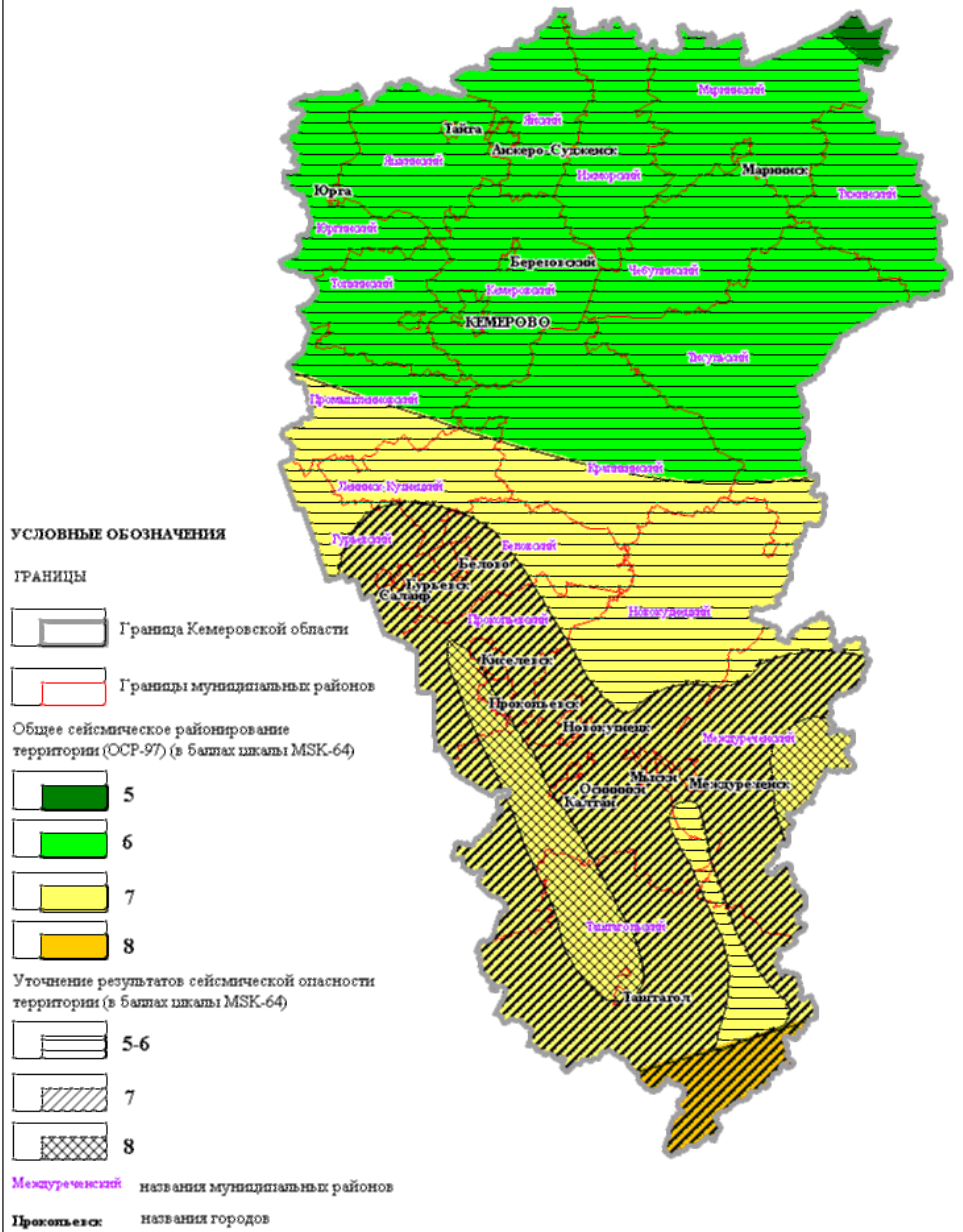 Мариинский
Яйский
Тайга
Анжеро-Судженск
Яшкинский
Ижморский
Мариинск
Тяжинский
Юрга
Юргинский
Березовский
Чебулинский
Топкинский
Кемеровский
КЕМЕРОВО
Тисульский
Промышленновский
Крапивинский
Ленинск-Кузнецкий
УСЛОВНЫЕ ОБОЗНАЧЕНИЯ
Гурьевский
Беловский
Белово
ГРАНИЦЫ
Гурьевск
Салаир
Новокузнецкий
Прокопьевский
Граница Кемеровской области
Киселевск
Границы муниципальных районов
Прокопьевск
Новокузнецк
Общее сейсмическое районирование
территории (ОСР-97) (в баллах шкалы MSK-64)
Междуреченский
Мыски
Междуреченск
Осинники
Калтан
5
6
7
8
Таштагольский
Таштагол
Уточнение результатов сейсмической опасности
территории (в баллах шкалы MSK-64)
5-6
7
8
Междуреченский названия муниципальных районов
Прокопьевск названия городов